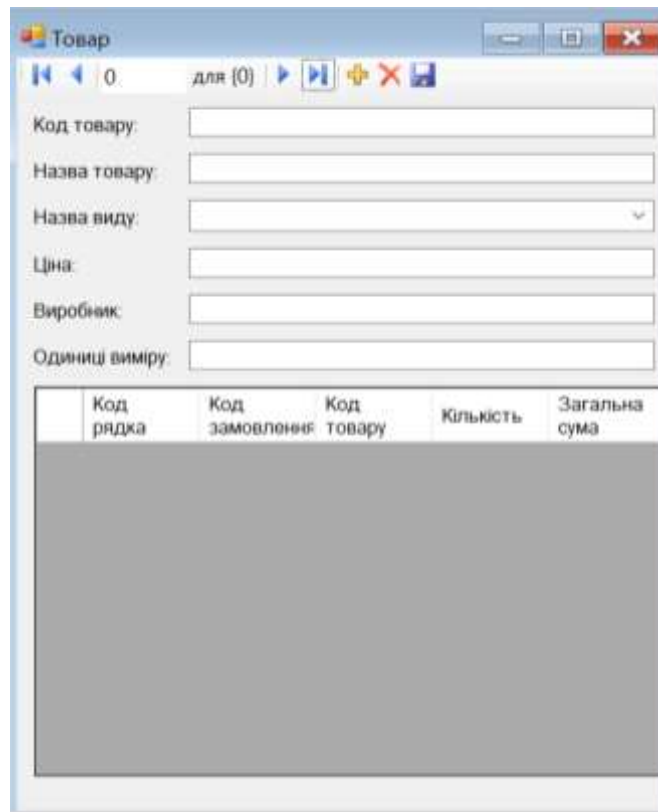 Товар
0 для {0}
Код товару:
Назва товару:
Назва виду:
Ціна:
Виробник:
Одиниці виміру:
Код рядка Код замовлення Код товару Кількість Загальна сума